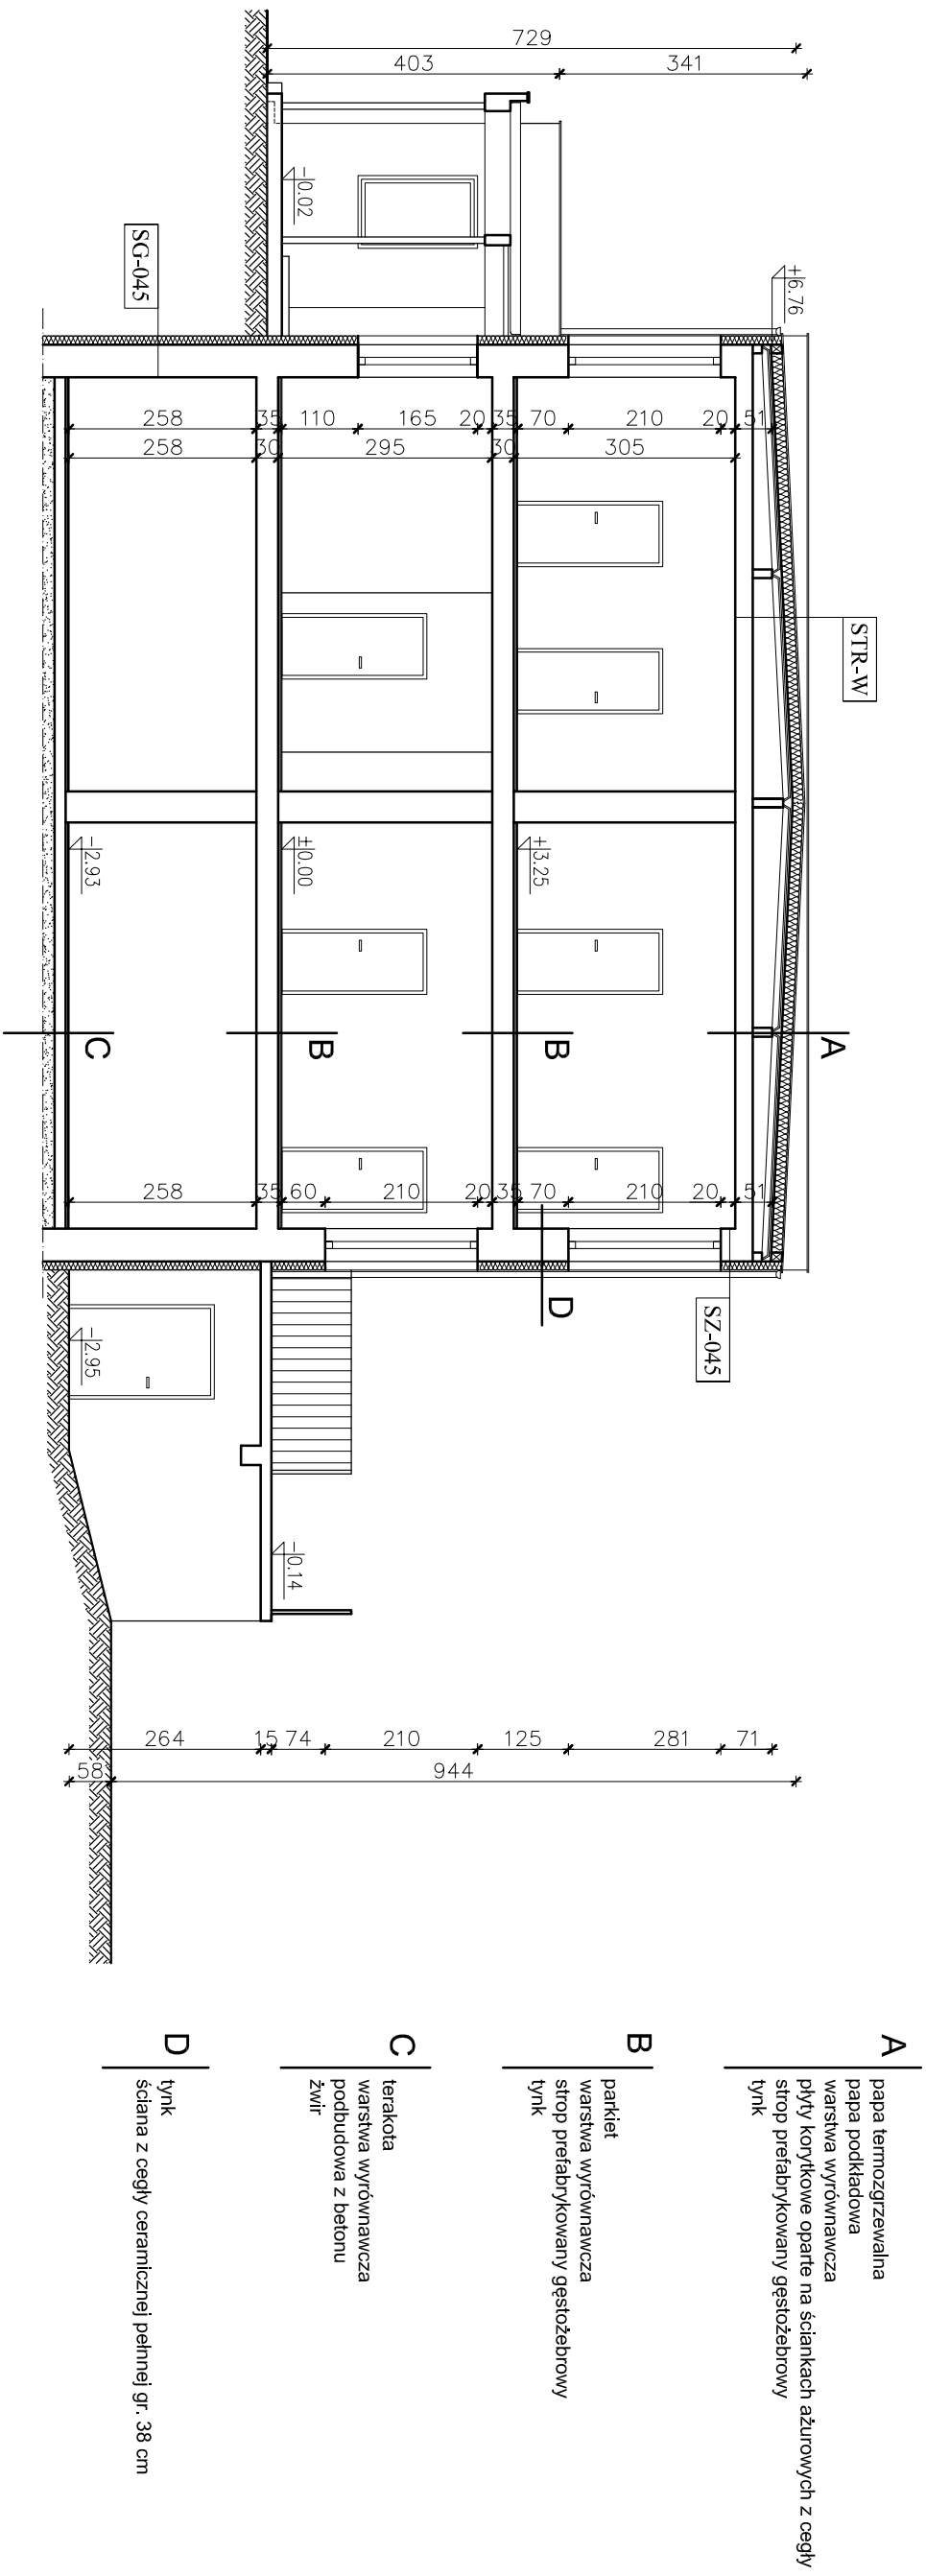 729
403
341
+6.76
-0.02
SG-045
STR-W
258
35
110
165
20
35
70
210
20
51
258
30
295
30
305
-2.93
±0.00
+3.25
C
B
B
A
258
35
60
210
20
35
70
210
20
51
D
SZ-045
-2.95
-0.14
264
15
74
210
125
281
71
58
944
A
papa termozgrzewalna
papa podkładowa
warstwa wyrównawcza
płyty korytkowe oparte na ściankach ażurowych z cegły
strop prefabrykowany gęstożebrowy
tynk
B
parkiet
warstwa wyrównawcza
strop prefabrykowany gęstożebrowy
tynk
C
terakota
warstwa wyrównawcza
podbudowa z betonu
żwir
D
tynk
ściana z cegły ceramicznej pełnnej gr. 38 cm